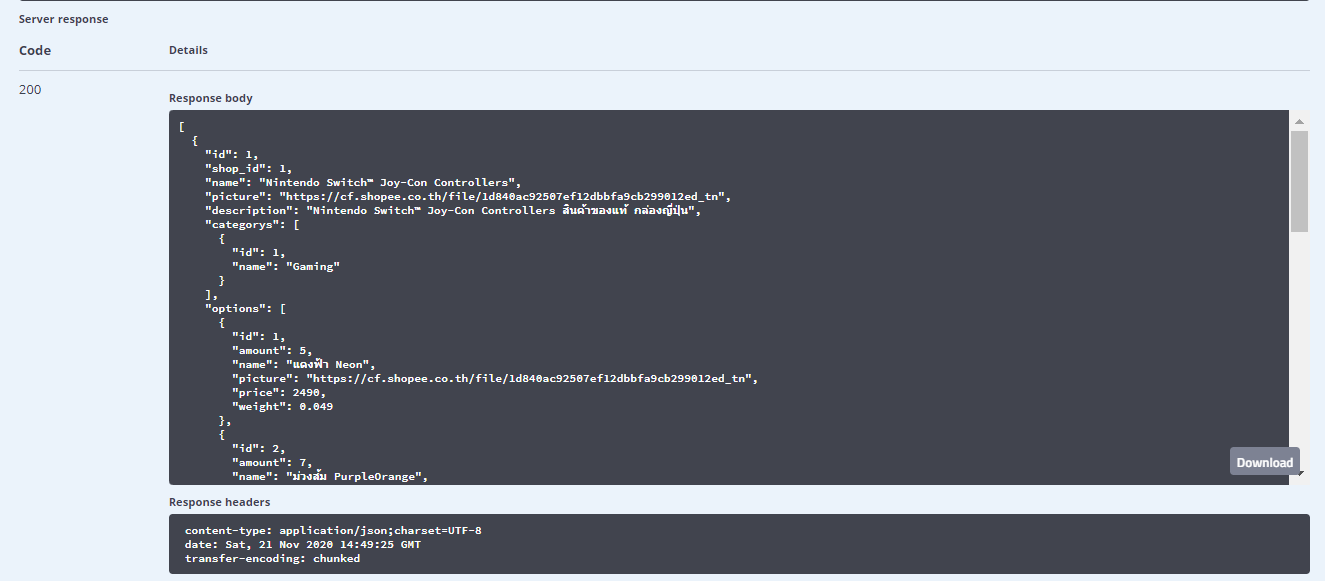 Server response
Code Details
200
Response body
[
{
"id": 1,
"shop_id": 1,
"name": "Nintendo Switch™ Joy-Con Controllers",
"picture": "https://cf.shopee.co.th/file/1d840ac92507ef12dbbfa9cb299012ed_tn",
"description": "Nintendo Switch™ Joy-Con Controllers สินค้าของแท้ กล่องญี่ปุ่น",
"categorys": [
{
"id": 1,
"name": "Gaming"
}
],
"options": [
{
"id": 1,
"amount": 5,
"name": "แดงฟ้า Neon",
"picture": "https://cf.shopee.co.th/file/1d840ac92507ef12dbbfa9cb299012ed_tn",
"price": 2490,
"weight": 0.049
},
{
"id": 2,
"amount": 7,
"name": "ม่วงส้ม PurpleOrange",
Download
Response headers
content-type: application/json;charset=UTF-8
date: Sat, 21 Nov 2020 14:49:25 GMT
transfer-encoding: chunked